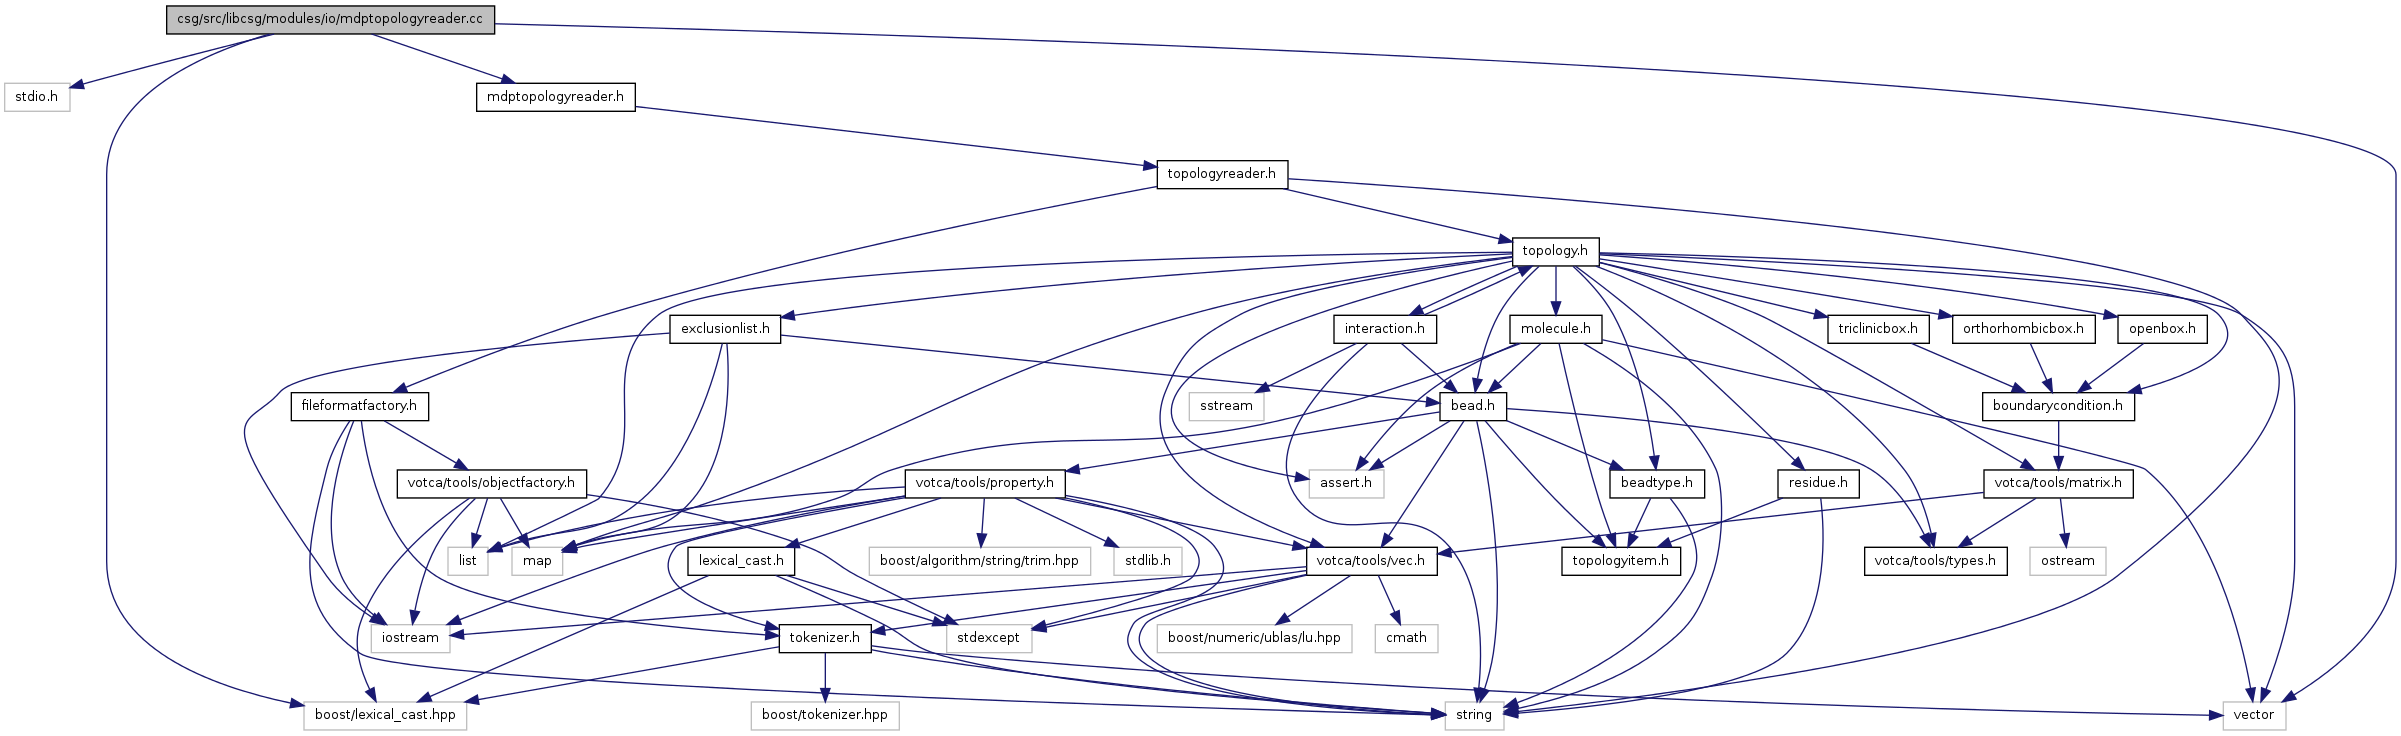 csg/src/libcsg/modules/io/mdptopologyreader.cc
stdio.h
mdptopologyreader.h
topologyreader.h
topology.h
exclusionlist.h
interaction.h
molecule.h
triclinicbox.h
orthorhombicbox.h
openbox.h
fileformatfactory.h
sstream
bead.h
boundarycondition.h
votca/tools/objectfactory.h
votca/tools/property.h
assert.h
beadtype.h
residue.h
votca/tools/matrix.h
list
map
lexical_cast.h
boost/algorithm/string/trim.hpp
stdlib.h
votca/tools/vec.h
topologyitem.h
votca/tools/types.h
ostream
iostream
tokenizer.h
stdexcept
boost/numeric/ublas/lu.hpp
cmath
boost/lexical_cast.hpp
boost/tokenizer.hpp
string
vector